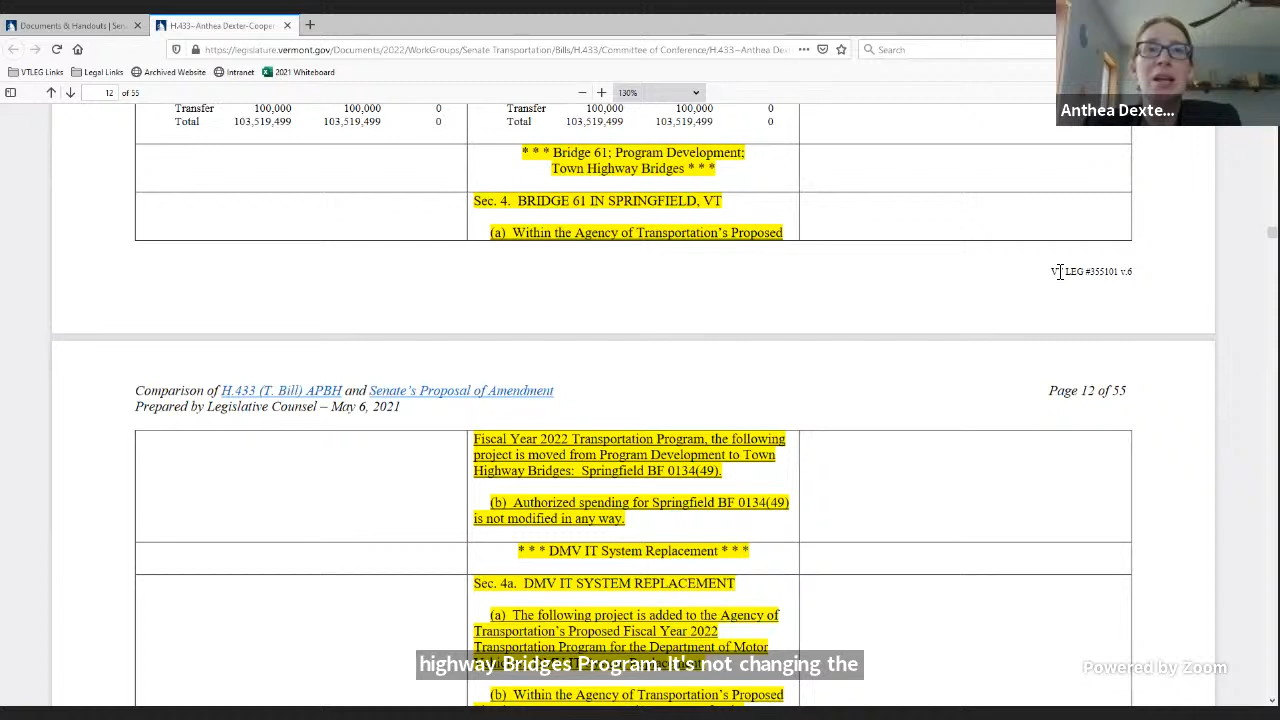 Documents & Handouts | Sen
H.433~Anthea Dexter-Cooper
https://legislature.vermont.gov/Documents/2022/WorkGroups/Senate Transportation/Bills/H.433/Committee of Conference/H.433~Anthea De
Search
VTLEG Links
Legal Links
Archived Website
Intranet
2021 Whiteboard
12 of 55
130%
Anthea Dexte...
Transfer 100,000 100,000 0
Total 103,519,499 103,519,499 0
Transfer 100,000 100,000 0
Total 103,519,499 103,519,499 0
* * * Bridge 61; Program Development;
Town Highway Bridges * * *
Sec. 4. BRIDGE 61 IN SPRINGFIELD, VT
(a) Within the Agency of Transportation's Proposed
LEG #355101 v.6
Comparison of H.433 (T. Bill) APBH and Senate's Proposal of Amendment
Prepared by Legislative Counsel – May 6, 2021
Page 12 of 55
Fiscal Year 2022 Transportation Program, the following
project is moved from Program Development to Town
Highway Bridges: Springfield BF 0134(49).
(b) Authorized spending for Springfield BF 0134(49)
is not modified in any way.
* * * DMV IT System Replacement * * *
Sec. 4a. DMV IT SYSTEM REPLACEMENT
(a) The following project is added to the Agency of
Transportation's Proposed Fiscal Year 2022
Transportation Program for the Department of Motor
highway Bridges Program. It's not changing the
(b) Within the Agency of Transportation's Proposed
Powered by Zoom